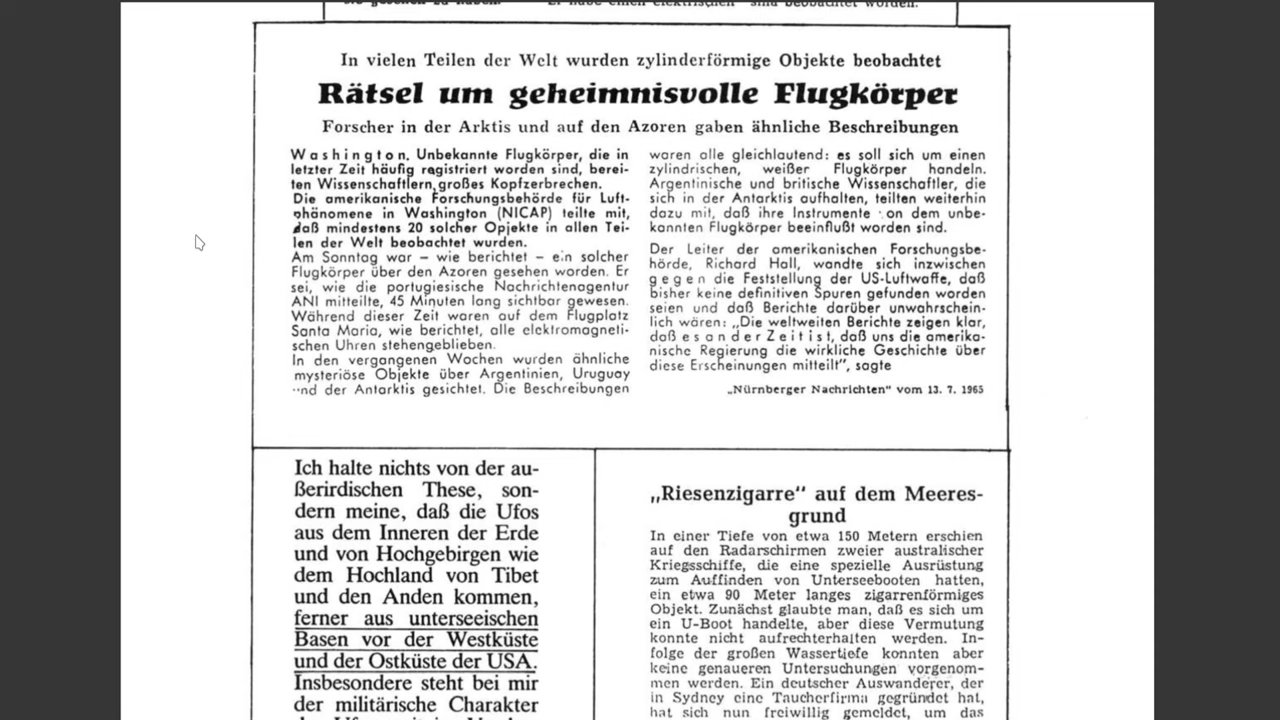 sie gesehen zu haben. Er habe einen elektrischen sind beobachtet worden.
In vielen Teilen der Welt wurden zylinderförmige Objekte beobachtet
Rätsel um geheimnisvolle Flugkörper
Forscher in der Arktis und auf den Azoren gaben ähnliche Beschreibungen
Washington. Unbekannte Flugkörper, die in
letzter Zeit häufig registriert worden sind, berei-
ten Wissenschaftlern großes Kopfzerbrechen.
Die amerikanische Forschungsbehörde für Luft-
phänomene in Washington (NICAP) teilte mit,
daß mindestens 20 solcher Opjekte in allen Tei-
len der Welt beobachtet wurden.
Am Sonntag war – wie berichtet – ein solcher
Flugkörper über den Azoren gesehen worden. Er
sei, wie die portugiesische Nachrichtenagentur
ANI mitteilte, 45 Minuten lang sichtbar gewesen.
Während dieser Zeit waren auf dem Flugplatz
Santa Maria, wie berichtet, alle elektromagneti-
schen Uhren stehengeblieben.
In den vergangenen Wochen wurden ähnliche
mysteriöse Objekte über Argentinien, Uruguay
und der Antarktis gesichtet. Die Beschreibungen
waren alle gleichlautend: es soll sich um einen
zylindrischen, weißer Flugkörper handeln.
Argentinische und britische Wissenschaftler, die
sich in der Antarktis aufhalten, teilten weiterhin
dazu mit, daß ihre Instrumente von dem unbe-
kannten Flugkörper beeinflußt worden sind.
Der Leiter der amerikanischen Forschungsbe-
hörde, Richard Hall, wandte sich inzwischen
gegen die Feststellung der US-Luftwaffe, daß
bisher keine definitiven Spuren gefunden worden
seien und daß Berichte darüber unwahrschein-
lich wären: „Die weltweiten Berichte zeigen klar,
daß es an der Zeit ist, daß uns die amerika-
nische Regierung die wirkliche Geschichte über
diese Erscheinungen mitteilt", sagte
„Nürnberger Nachrichten" vom 13. 7. 1965
Ich halte nichts von der au-
ßerirdischen These, son-
dern meine, daß die Ufos
aus dem Inneren der Erde
und von Hochgebirgen wie
dem Hochland von Tibet
und den Anden kommen,
ferner aus unterseeischen
Basen vor der Westküste
und der Ostküste der USA.
Insbesondere steht bei mir
der militärische Charakter
„Riesenzigarre" auf dem Meeres-
grund
In einer Tiefe von etwa 150 Metern erschien
auf den Radarschirmen zweier australischer
Kriegsschiffe, die eine spezielle Ausrüstung
zum Auffinden von Unterseebooten hatten,
ein etwa 90 Meter langes zigarrenförmiges
Objekt. Zunächst glaubte man, daß es sich um
ein U-Boot handelte, aber diese Vermutung
konnte nicht aufrechterhalten werden. In-
folge der großen Wassertiefe konnten aber
keine genaueren Untersuchungen vorgenom-
men werden. Ein deutscher Auswanderer, der
in Sydney eine Taucherfirma gegründet hat,
hat sich nun freiwillig gemeldet, um das